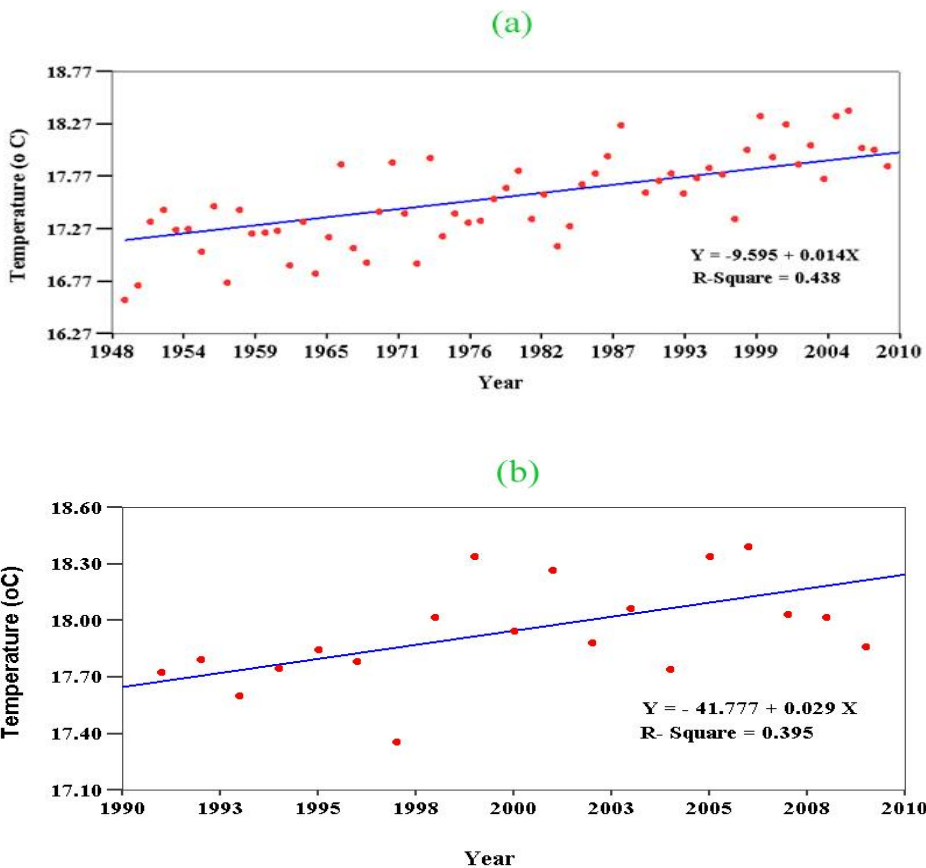 (a)
Temperature (o C)
18.77
18.27
17.77
17.27
16.77
16.27
Y = -9.595 + 0.014X
R-Square = 0.438
1948 1954 1959 1965 1971 1976 1982 1987 1993 1999 2004 2010
Year
(b)
Temperature (oC)
18.60
18.30
18.00
17.70
17.40
17.10
Y = - 41.777 + 0.029 X
R- Square = 0.395
1990 1993 1995 1998 2000 2003 2005 2008 2010
Year